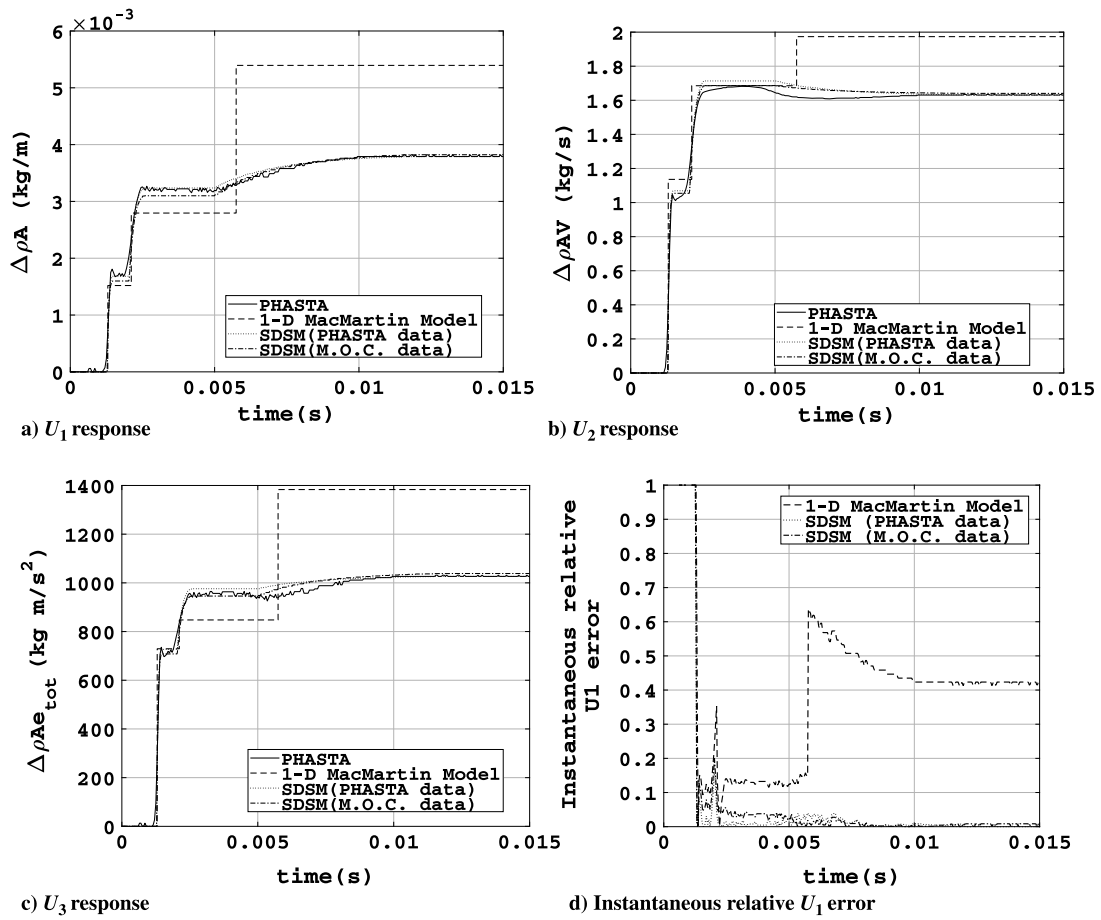 ×10⁻³
6
5
4
3
2
1
0
ΔρA (kg/m)
PHASTA
1-D MacMartin Model
SDSM(PHASTA data)
SDSM(M.O.C. data)
0 0.005 0.01 0.015
time(s)
a) U₁ response
2
1.8
1.6
1.4
1.2
1
0.8
0.6
0.4
0.2
0
ΔρAV (kg/s)
PHASTA
1-D MacMartin Model
SDSM(PHASTA data)
SDSM(M.O.C. data)
0 0.005 0.01 0.015
time(s)
b) U₂ response
1400
1200
1000
800
600
400
200
0
ΔρAe_tot (kg m/s²)
PHASTA
1-D MacMartin Model
SDSM(PHASTA data)
SDSM(M.O.C. data)
0 0.005 0.01 0.015
time(s)
c) U₃ response
1
0.9
0.8
0.7
0.6
0.5
0.4
0.3
0.2
0.1
0
Instantaneous relative
U1 error
1-D MacMartin Model
SDSM (PHASTA data)
SDSM (M.O.C. data)
0 0.005 0.01 0.015
time(s)
d) Instantaneous relative U₁ error